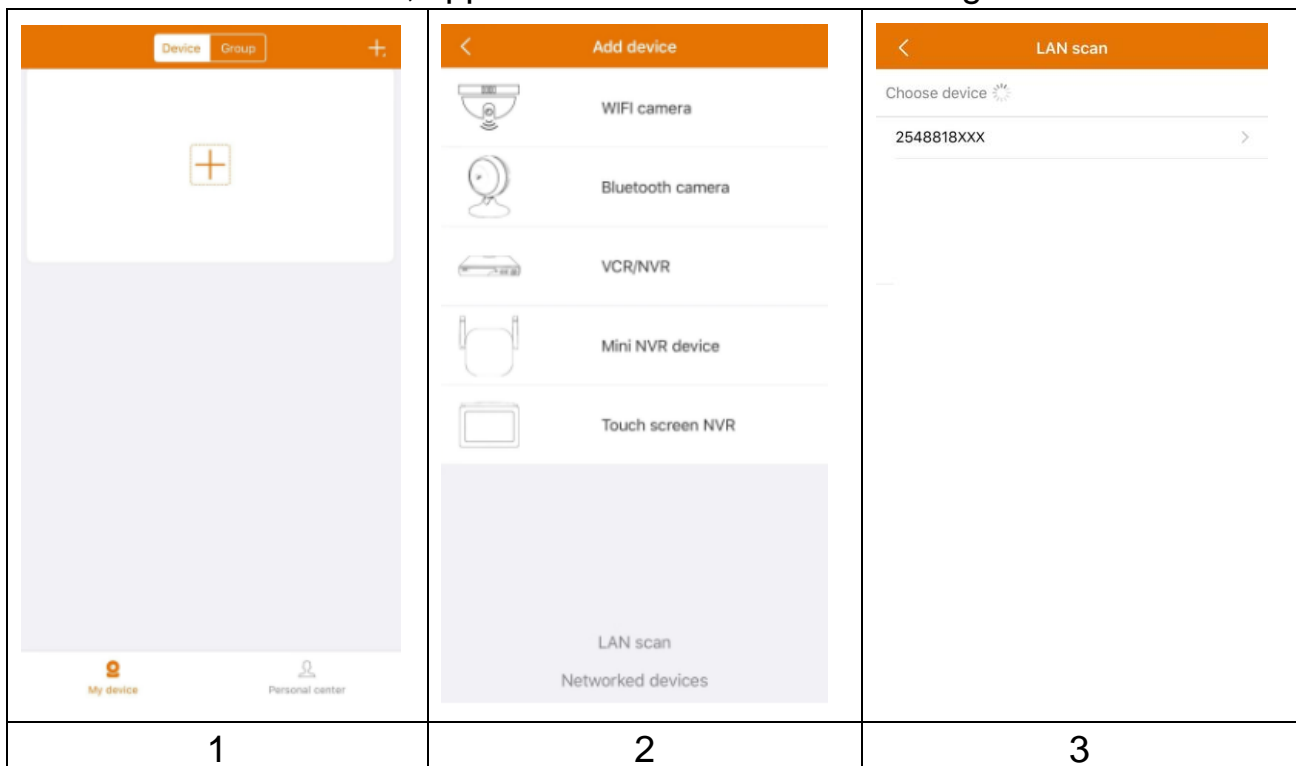 Device Group
My device
Personal center
1
Add device
WIFI camera
Bluetooth camera
VCR/NVR
Mini NVR device
Touch screen NVR
LAN scan
Networked devices
2
LAN scan
Choose device
2548818XXX
3